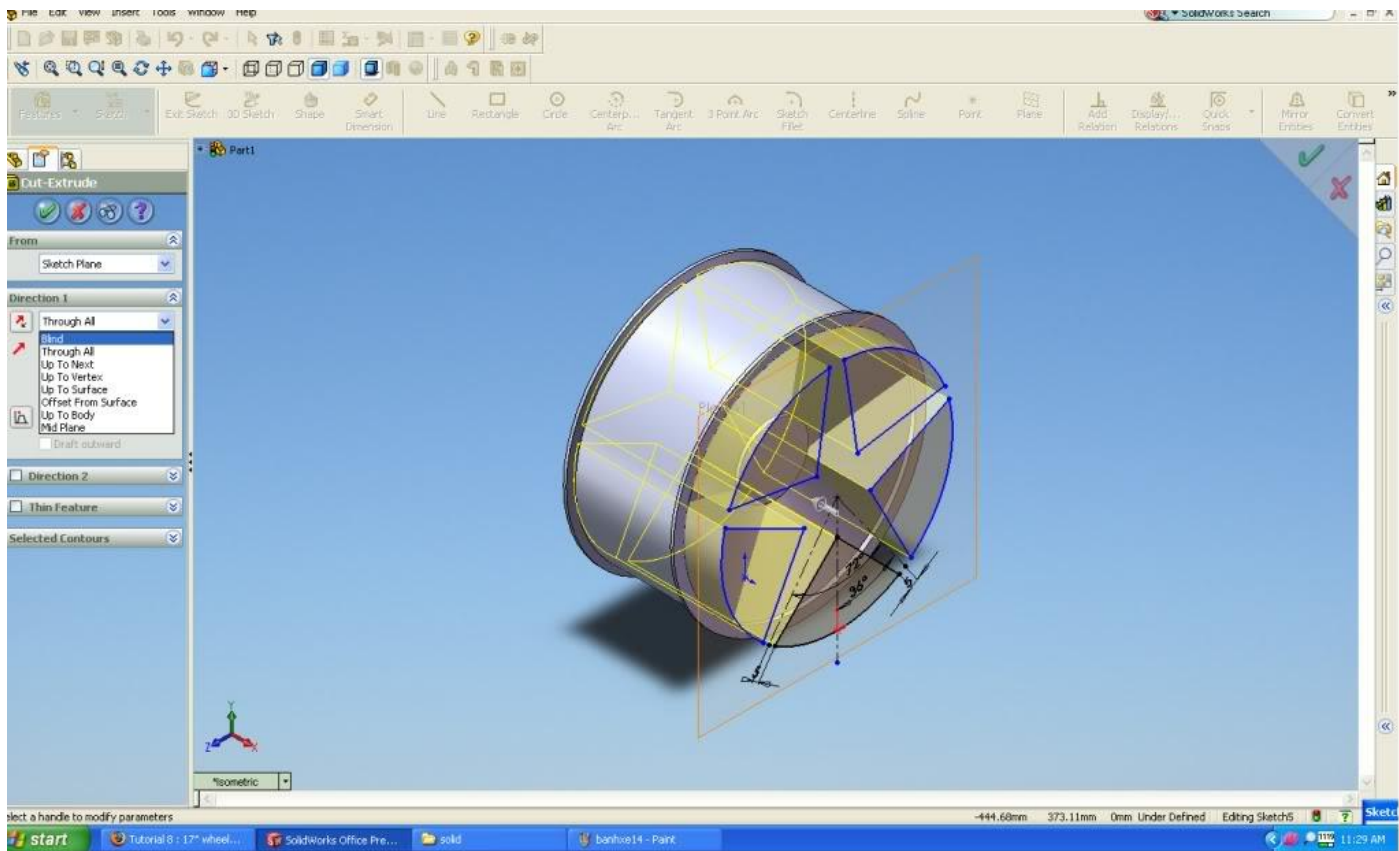 File Edit View Insert Tools Window Help
SolidWorks Search
Features Sketch Exit Sketch 3D Sketch Shape Smart Dimension Line Rectangle Circle Centerp... Arc Tangent Arc 3 Point Arc Sketch Fillet Centerline Spline Point Plane Add Relation Display/... Relations Quick Snaps Mirror Entities Convert Entities
Part1
Cut-Extrude
From
Sketch Plane
Direction 1
Through All
Blind
Through All
Up To Next
Up To Vertex
Up To Surface
Offset From Surface
Up To Body
Mid Plane
Draft outward
Direction 2
Thin Feature
Selected Contours
72°
36°
5
5
Y
Z X
*Isometric
elect a handle to modify parameters
-444.68mm 373.11mm 0mm Under Defined Editing Sketch5
Sketc
start Tutorial 8 : 17" wheel... SolidWorks Office Pre... solid banhxe14 - Paint 11:29 AM